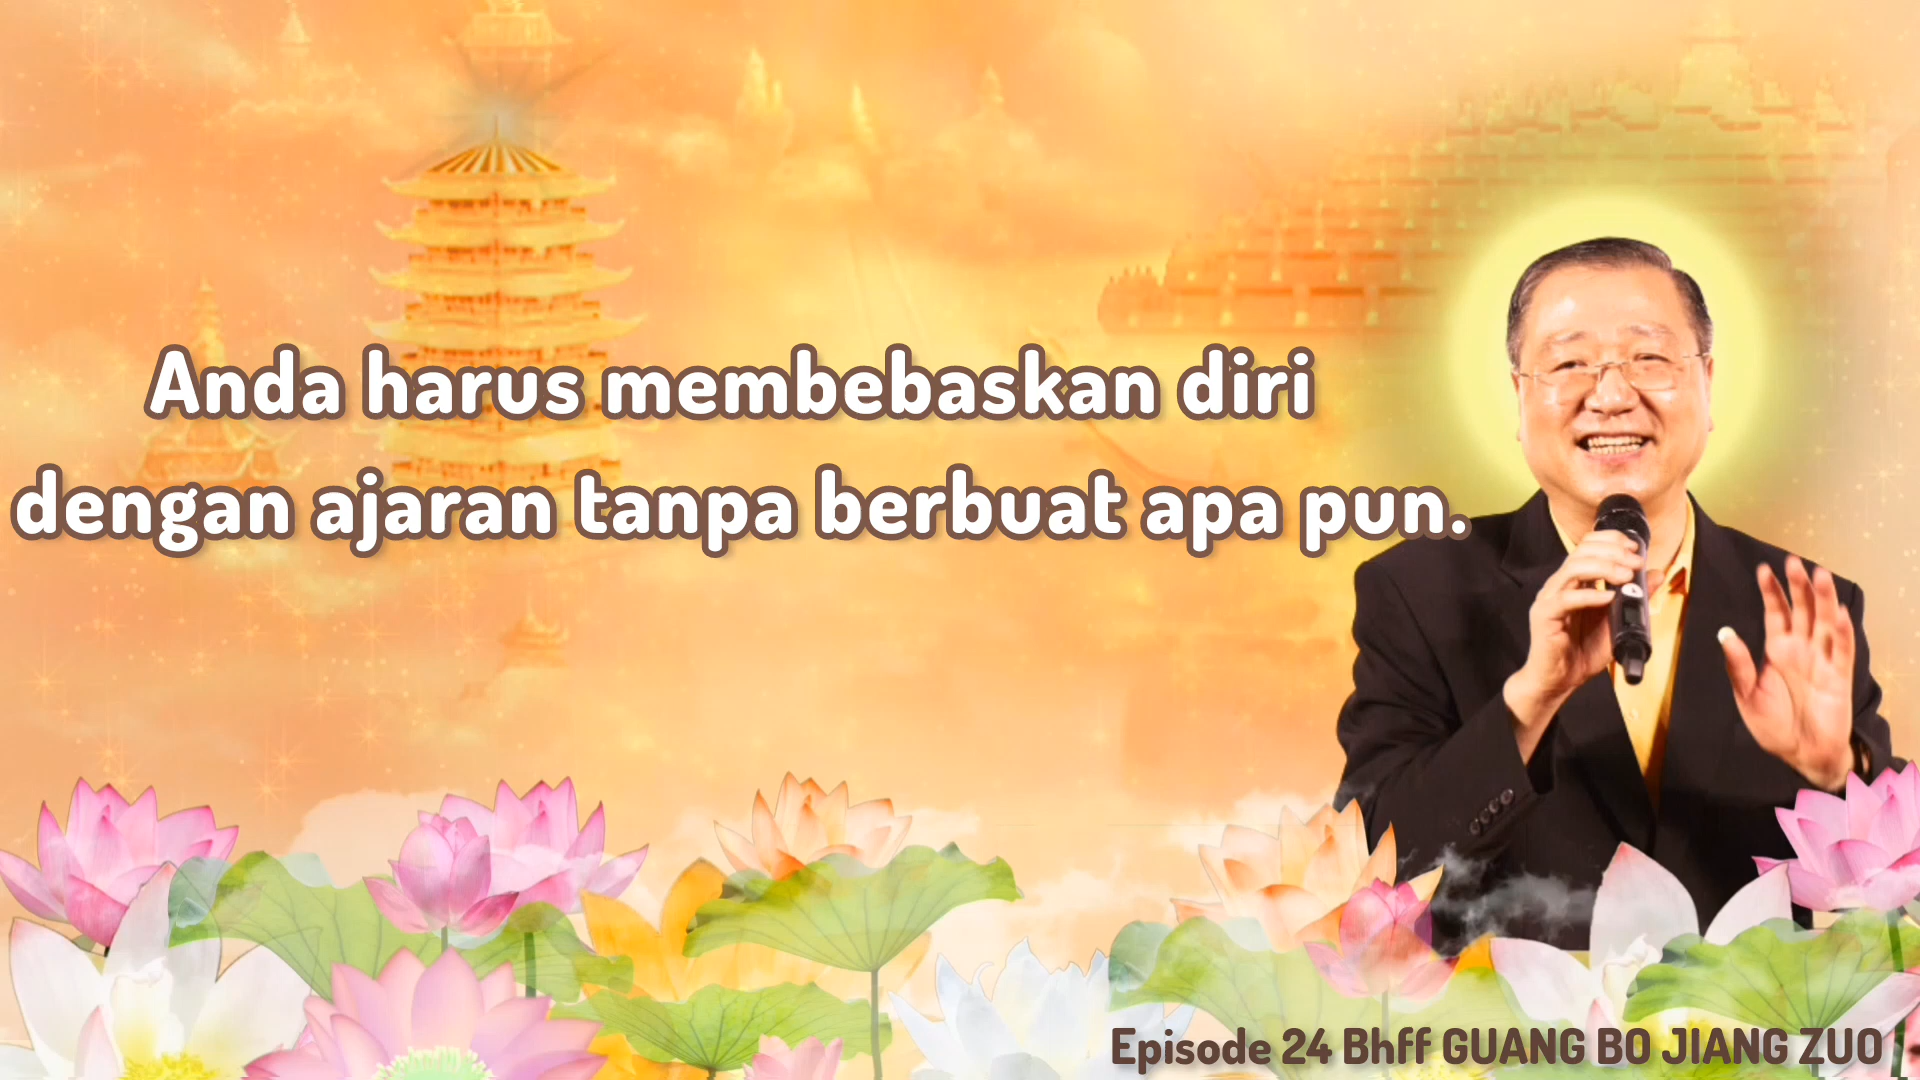 Anda harus membebaskan diri
dengan ajaran tanpa berbuat apa pun.
Episode 24 Bhff GUANG BO JIANG ZUO